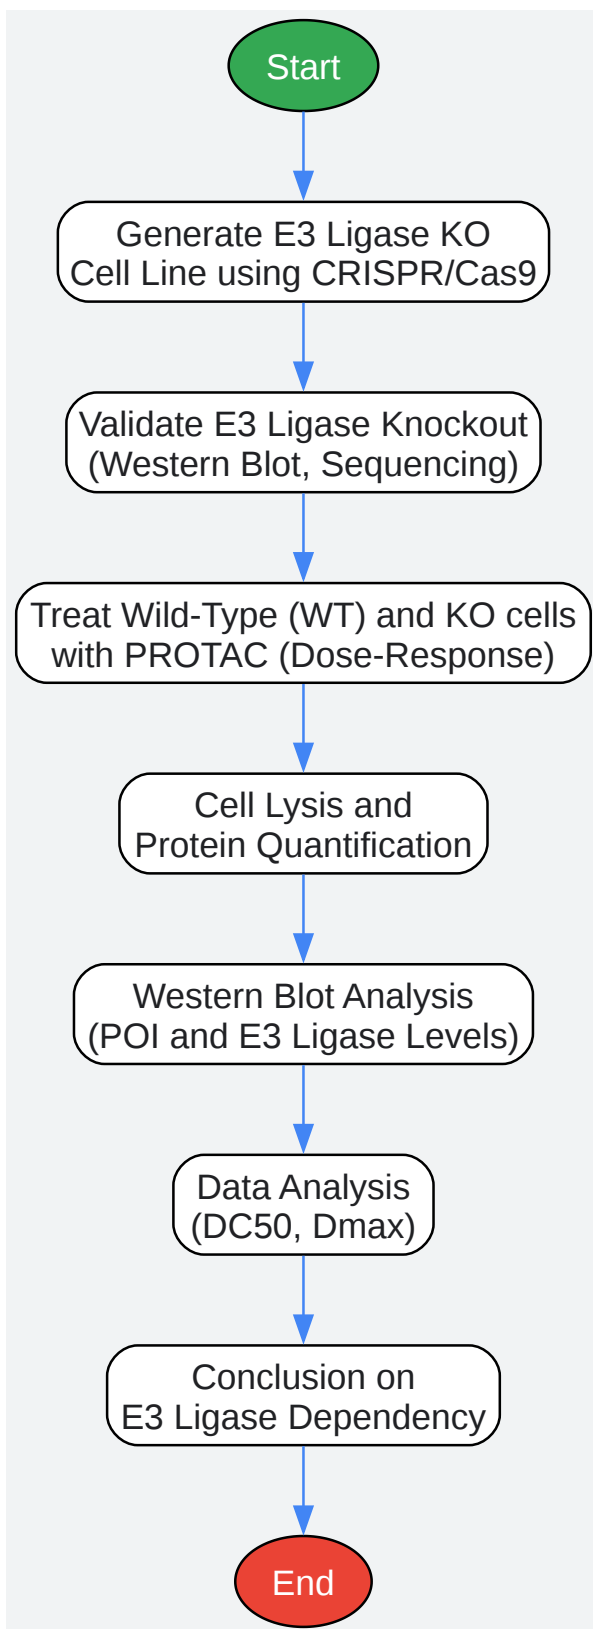 Start
Generate E3 Ligase KO
Cell Line using CRISPR/Cas9
Validate E3 Ligase Knockout
(Western Blot, Sequencing)
Treat Wild-Type (WT) and KO cells
with PROTAC (Dose-Response)
Cell Lysis and
Protein Quantification
Western Blot Analysis
(POI and E3 Ligase Levels)
Data Analysis
(DC50, Dmax)
Conclusion on
E3 Ligase Dependency
End